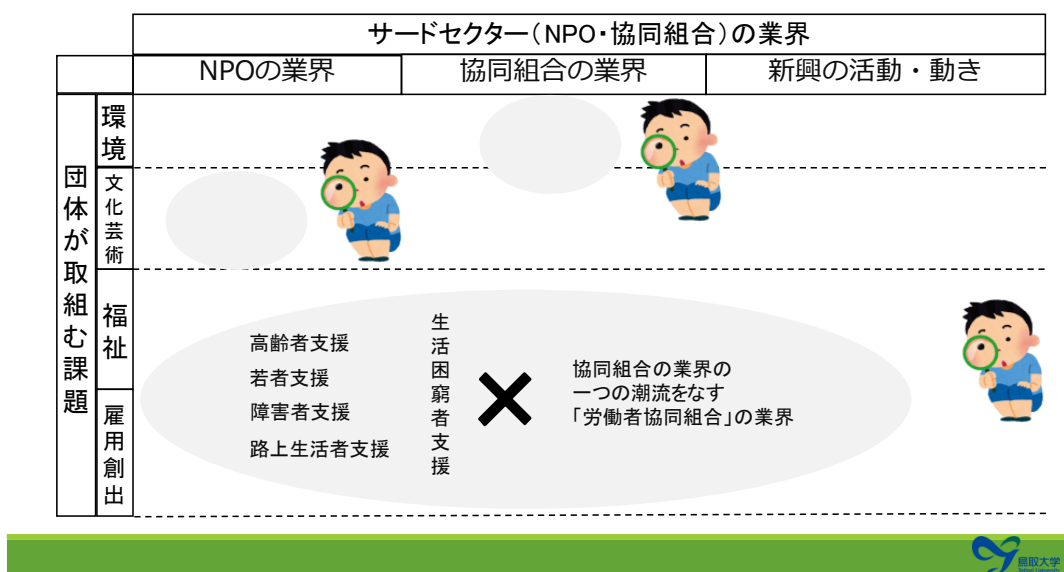 サードセクター(NPO・協同組合)の業界
NPOの業界
協同組合の業界
新興の活動・動き
団体が取組む課題
環境
文化芸術
福祉
雇用創出
高齢者支援
若者支援
障害者支援
路上生活者支援
生活困窮者支援
協同組合の業界の
一つの潮流をなす
「労働者協同組合」の業界
鳥取大学
Tottori University